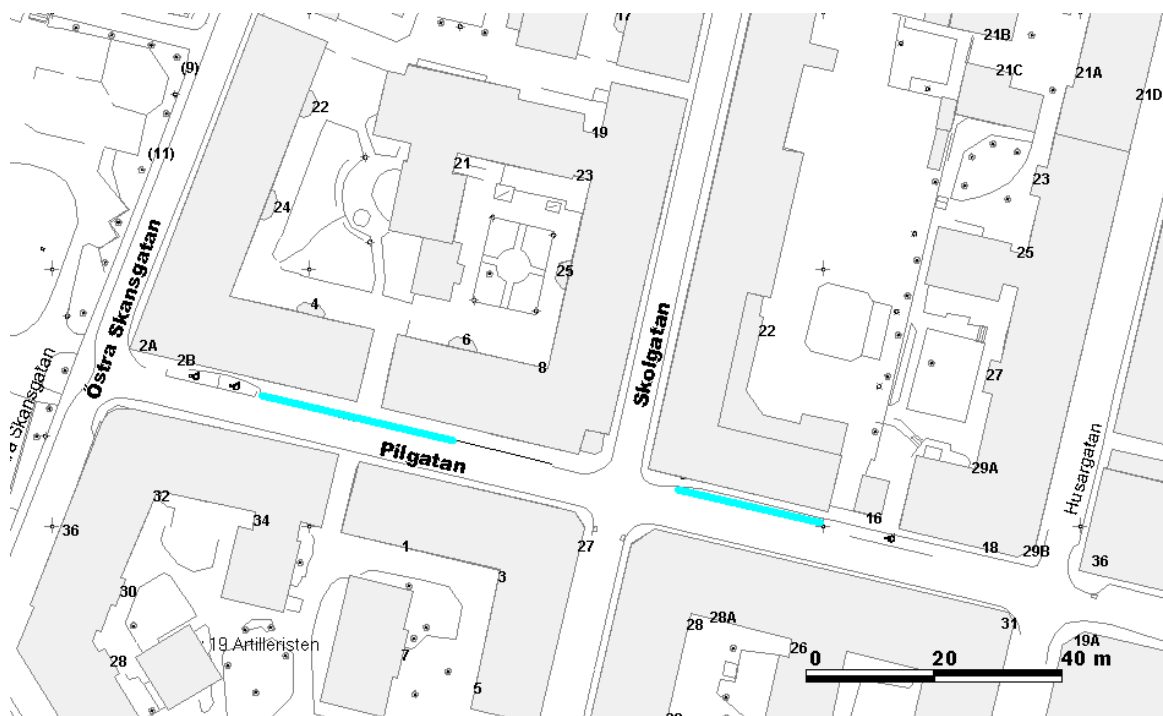 17
21B
21C
21A
21D
(9)
22
19
(11)
21
23
23
24
25
25
Östra Skansgatan
4
6
8
22
Skolgatan
2A
2B
27
Skansgatan
Pilgatan
29A
Husargatan
32
34
36
16
18
29B
1
27
3
36
30
28
28A
26
31
19A
19 Artilleristen
28
7
5
0 20 40 m